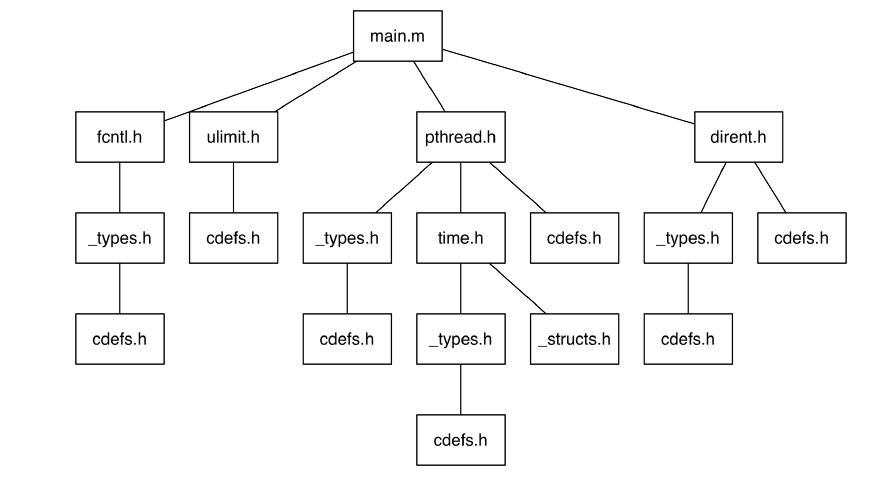 main.m
fcntl.h
ulimit.h
pthread.h
dirent.h
_types.h
cdefs.h
_types.h
time.h
cdefs.h
_types.h
cdefs.h
cdefs.h
cdefs.h
_types.h
_structs.h
cdefs.h
cdefs.h